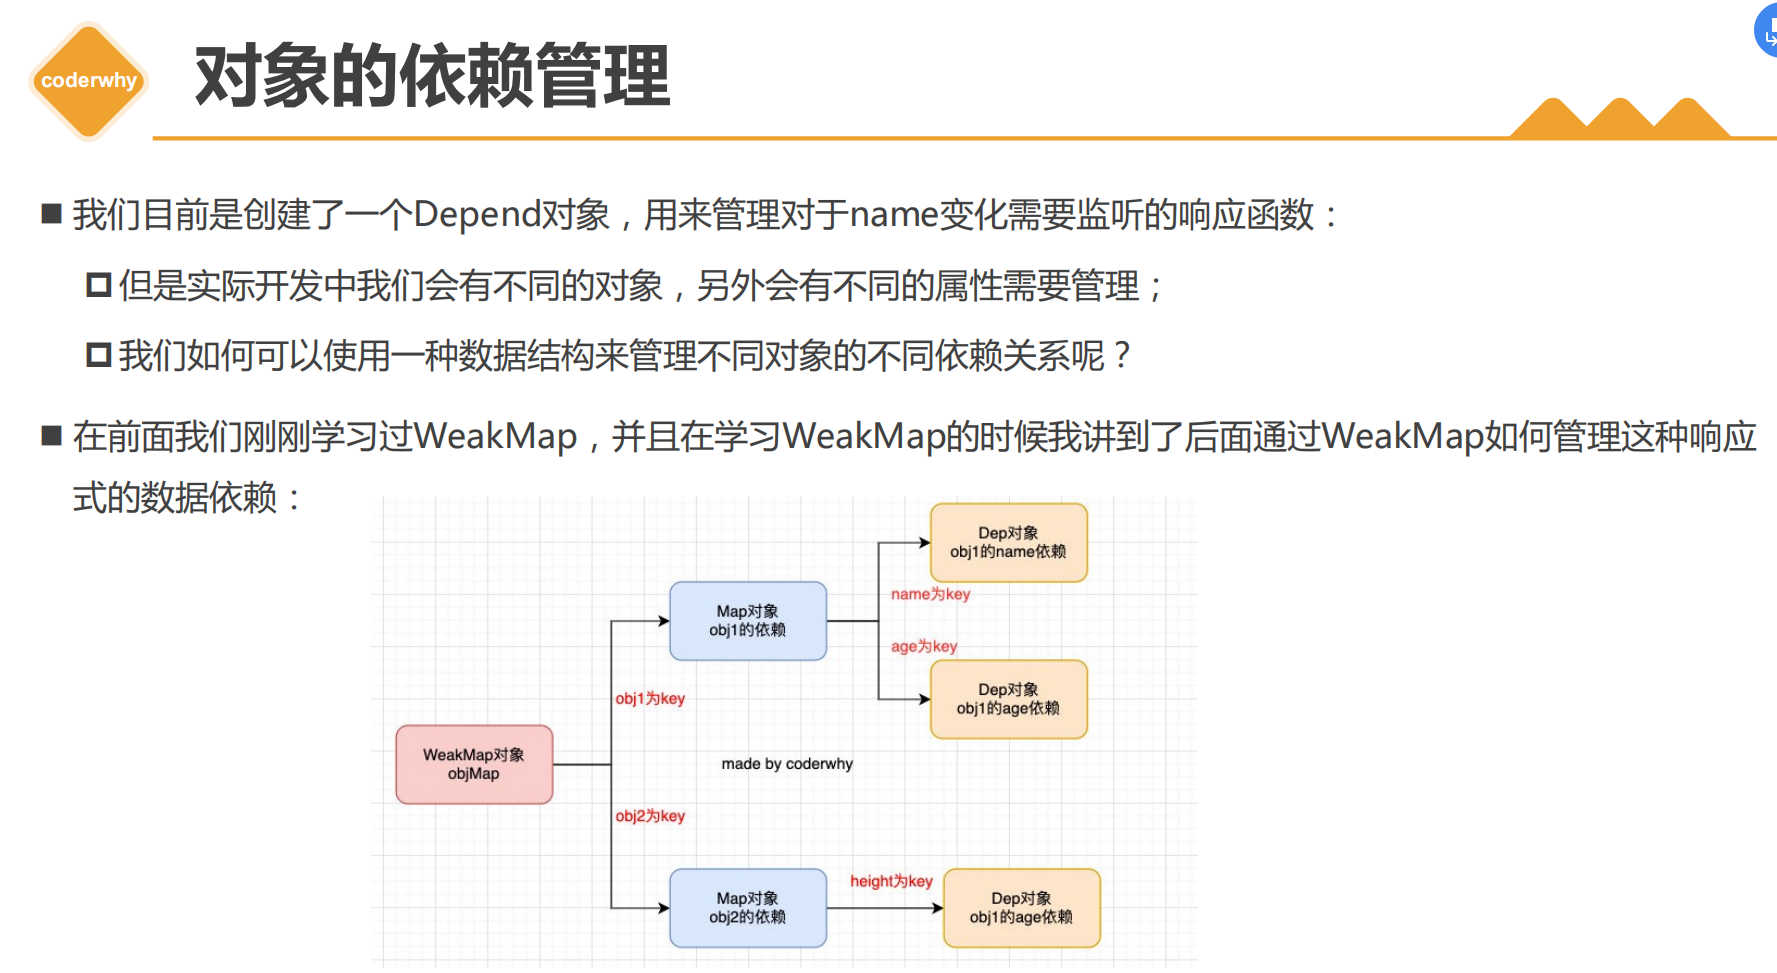 coderwhy
对象的依赖管理
我们目前是创建了一个Depend对象，用来管理对于name变化需要监听的响应函数：
但是实际开发中我们会有不同的对象，另外会有不同的属性需要管理；
我们如何可以使用一种数据结构来管理不同对象的不同依赖关系呢？
在前面我们刚刚学习过WeakMap，并且在学习WeakMap的时候我讲到了后面通过WeakMap如何管理这种响应
式的数据依赖：
Dep对象
obj1的name依赖
name为key
Map对象
obj1的依赖
age为key
Dep对象
obj1的age依赖
obj1为key
WeakMap对象
objMap
made by coderwhy
obj2为key
height为key
Map对象
obj2的依赖
Dep对象
obj1的age依赖